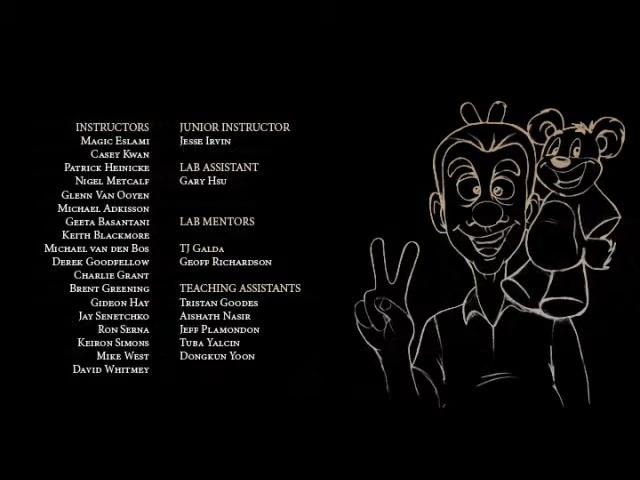 INSTRUCTORS
MAGIC ESLAMI
CASEY KWAN
PATRICK HEINICKE
NIGEL METCALF
GLENN VAN OOYEN
MICHAEL ADKISSON
GEETA BASANTANI
KEITH BLACKMORE
MICHAEL VAN DEN BOS
DEREK GOODFELLOW
CHARLIE GRANT
BRENT GREENING
GIDEON HAY
JAY SENETCHKO
RON SERNA
KEIRON SIMONS
MIKE WEST
DAVID WHITMEY
JUNIOR INSTRUCTOR
JESSE IRVIN
LAB ASSISTANT
GARY HSU
LAB MENTORS
TJ GALDA
GEOFF RICHARDSON
TEACHING ASSISTANTS
TRISTAN GOODES
AISHATH NASIR
JEFF PLAMONDON
TUBA YALCIN
DONGKUN YOON